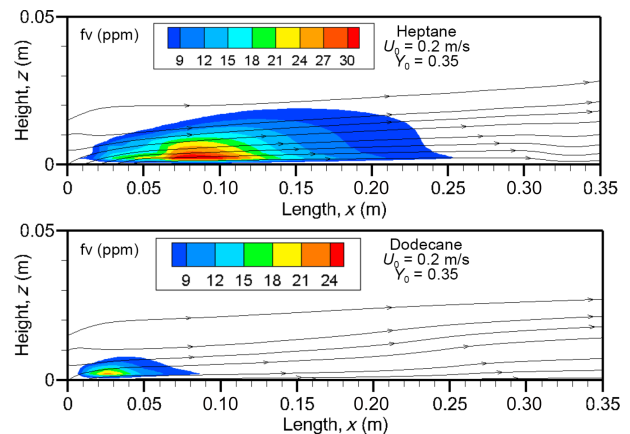 0.05
fv (ppm)
9 12 15 18 21 24 27 30
Heptane
U0 = 0.2 m/s
Y0 = 0.35
Height, z (m)
0
0 0.05 0.10 0.15 0.20 0.25 0.30 0.35
Length, x (m)
0.05
fv (ppm)
9 12 15 18 21 24
Dodecane
U0 = 0.2 m/s
Y0 = 0.35
Height, z (m)
0
0 0.05 0.10 0.15 0.20 0.25 0.30 0.35
Length, x (m)